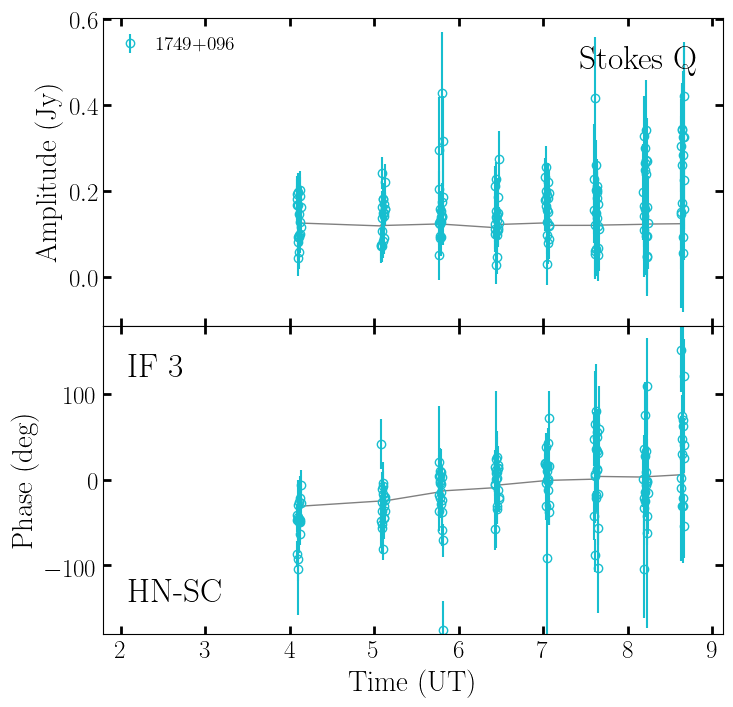 1749+096
Stokes Q
0.6
0.4
0.2
0.0
Amplitude (Jy)
IF 3
100
0
−100
Phase (deg)
HN-SC
2 3 4 5 6 7 8 9
Time (UT)